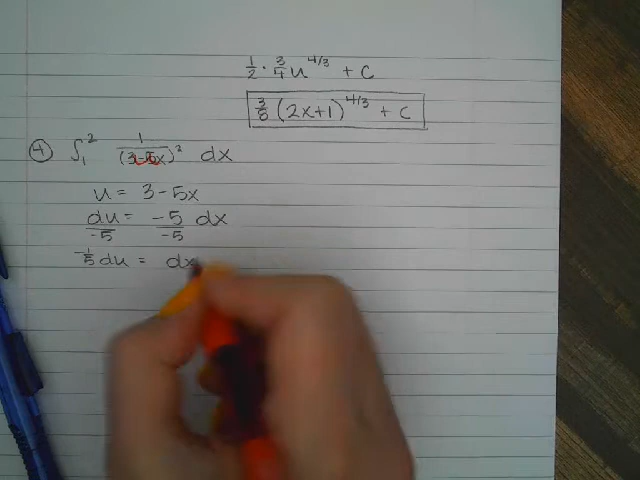 1/2 · 3/4 u^4/3 + C
3/8 (2x+1)^4/3 + C
4 ∫₁² 1/(3-5x)² dx
u = 3-5x
du/-5 = -5/-5 dx
-1/5 du = dx